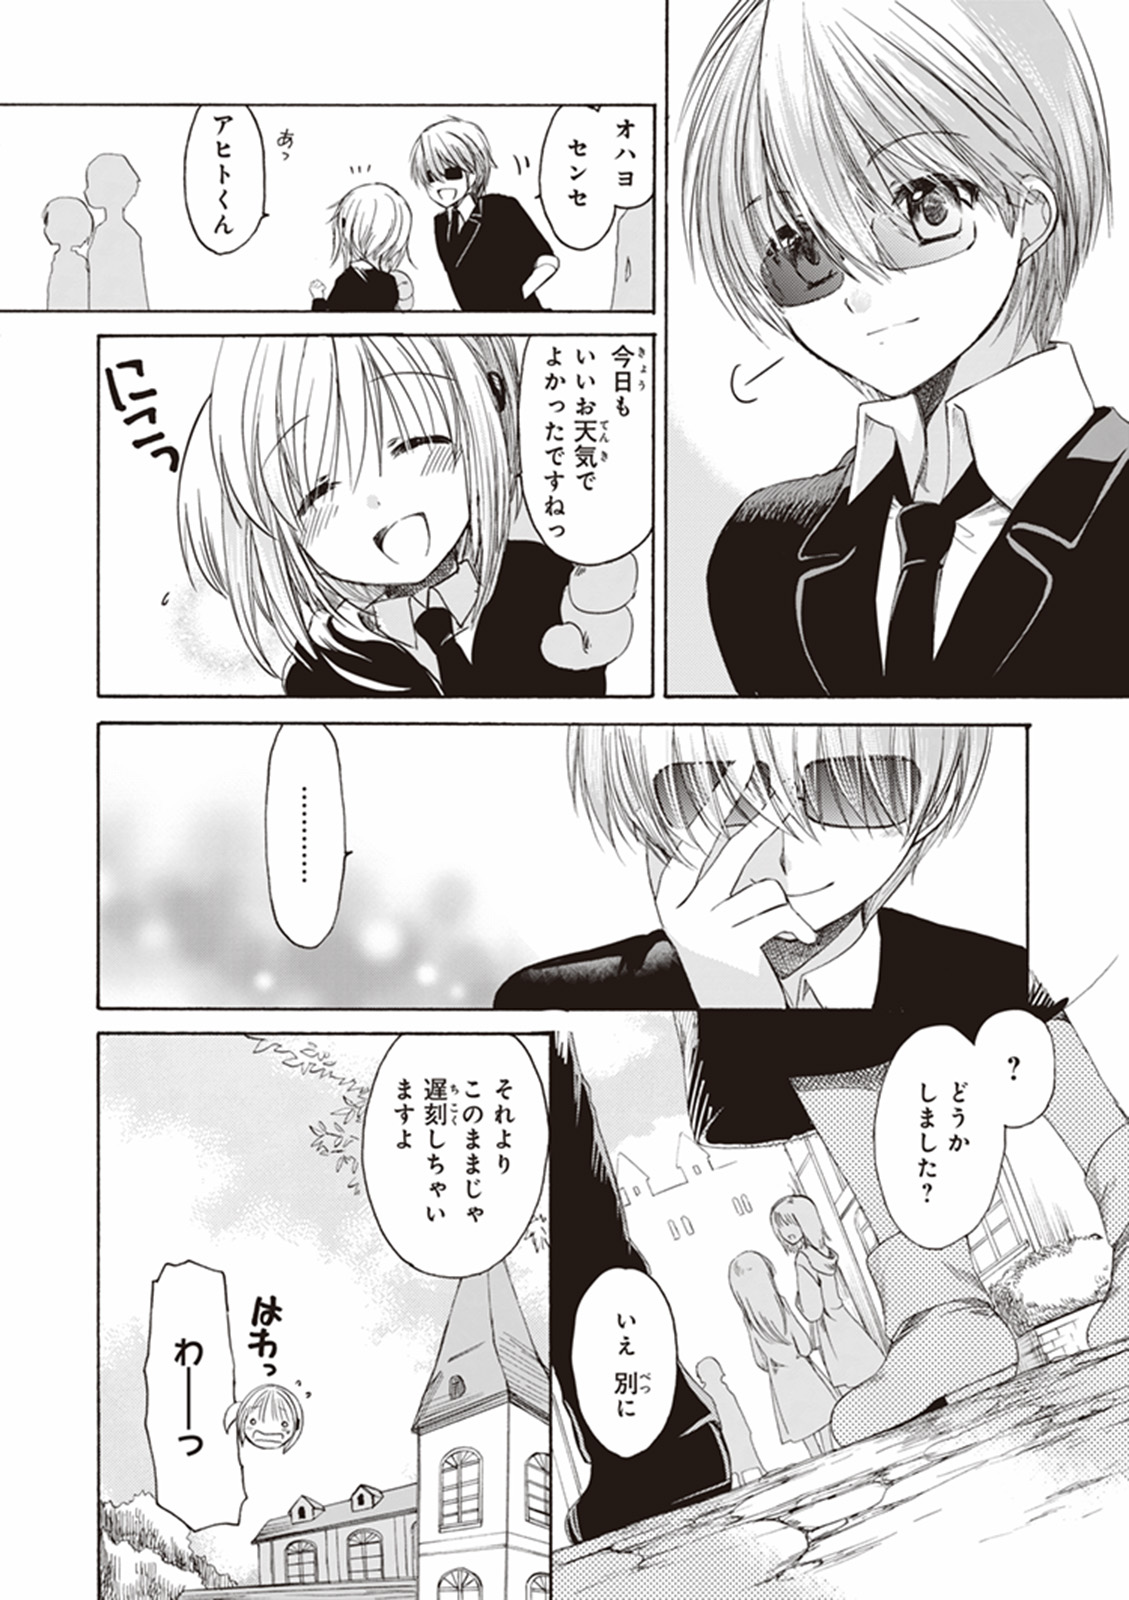 オハヨ
センセ
あっ
アヒトくん
今日も
いいお天気で
よかったですねっ
にこっ
…………
？
どうか
しました？
いえ 別に
それより
このままじゃ
遅刻しちゃい
ますよ
はわっ
わーっ